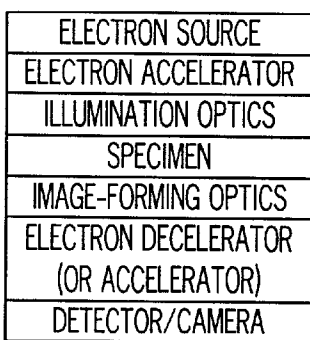 ELECTRON SOURCE
ELECTRON ACCELERATOR
ILLUMINATION OPTICS
SPECIMEN
IMAGE-FORMING OPTICS
ELECTRON DECELERATOR
(OR ACCELERATOR)
DETECTOR/CAMERA